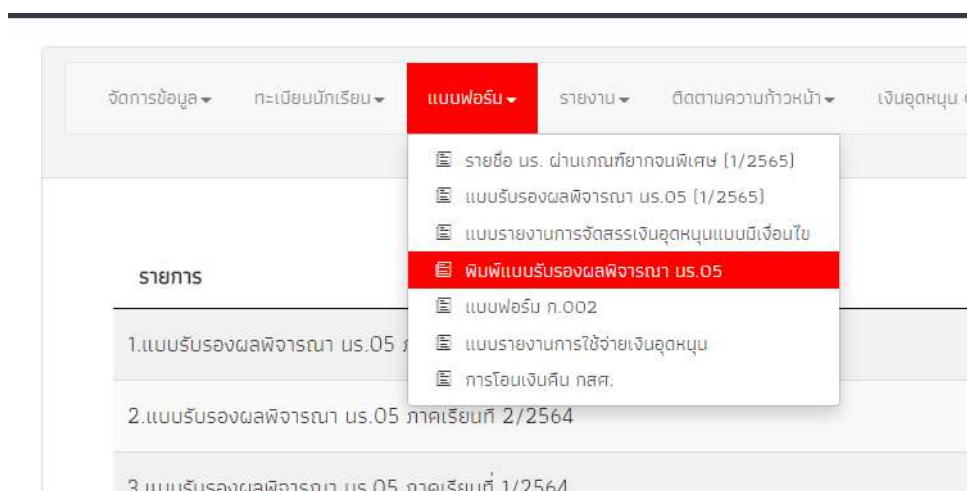 จัดการข้อมูล ทะเบียนนักเรียน แบบฟอร์ม รายงาน ติดตามความก้าวหน้า เงินอุดหนุน
รายชื่อ นร. ผ่านเกณฑ์ยากจนพิเศษ (1/2565)
แบบรับรองผลพิจารณา นร.05 (1/2565)
แบบรายงานการจัดสรรเงินอุดหนุนแบบมีเงื่อนไข
พิมพ์แบบรับรองผลพิจารณา นร.05
แบบฟอร์ม ก.002
แบบรายงานการใช้จ่ายเงินอุดหนุน
การโอนเงินคืน กสศ.
รายการ
1.แบบรับรองผลพิจารณา นร.05
2.แบบรับรองผลพิจารณา นร.05 ภาคเรียนที่ 2/2564
3.แบบรับรองผลพิจารณา นร.05 ภาคเรียนที่ 1/2564